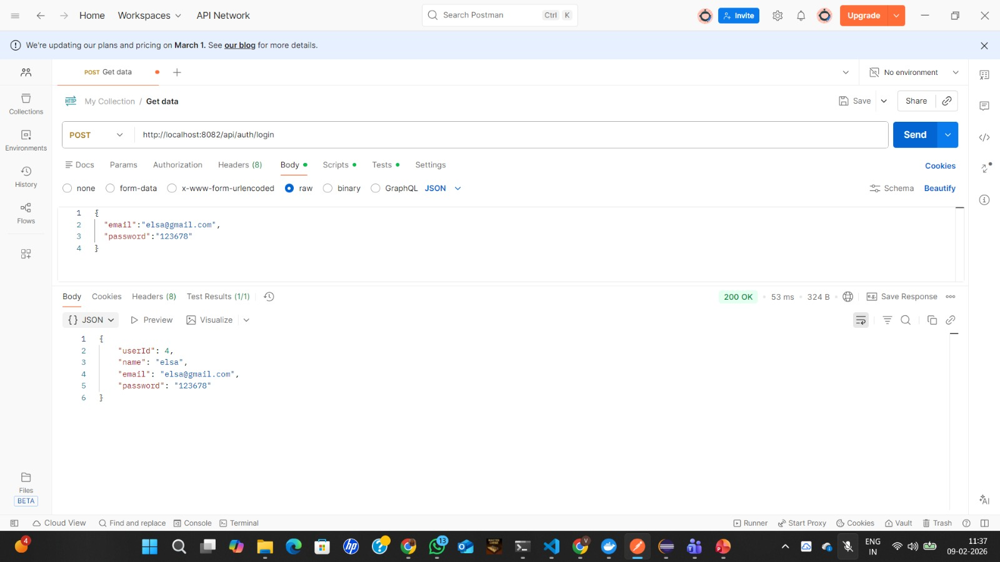 Home Workspaces API Network Search Postman Ctrl K Invite Upgrade
We're updating our plans and pricing on March 1. See our blog for more details.
POST Get data No environment
HTTP My Collection / Get data Save Share
Collections
POST http://localhost:8082/api/auth/login Send
Environments
Docs Params Authorization Headers (8) Body Scripts Tests Settings Cookies
History
none form-data x-www-form-urlencoded raw binary GraphQL JSON Schema Beautify
Flows
1 {
2 "email":"elsa@gmail.com",
3 "password":"123678"
4 }
Body Cookies Headers (8) Test Results (1/1) 200 OK 53 ms 324 B e.g. Save Response
{} JSON Preview Visualize
1 {
2 "userId": 4,
3 "name": "elsa",
4 "email": "elsa@gmail.com",
5 "password": "123678"
6 }
Files
BETA
AI
Cloud View Find and replace Console Terminal Runner Start Proxy Cookies Vault Trash
4 hp 13 V ENG 11:37
IN 09-02-2026